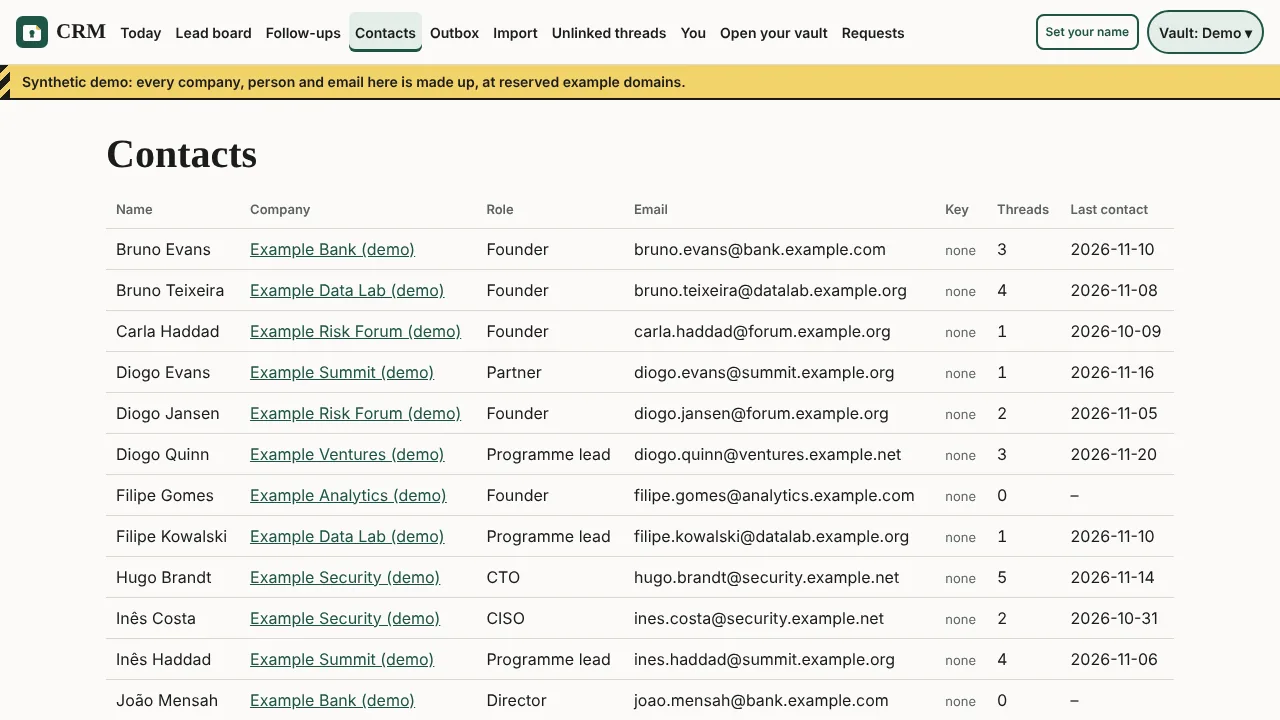 CRM Today Lead board Follow-ups Contacts Outbox Import Unlinked threads You Open your vault Requests Set your name Vault: Demo ▾
Synthetic demo: every company, person and email here is made up, at reserved example domains.
Contacts
Name Company Role Email Key Threads Last contact
Bruno Evans Example Bank (demo) Founder bruno.evans@bank.example.com none 3 2026-11-10
Bruno Teixeira Example Data Lab (demo) Founder bruno.teixeira@datalab.example.org none 4 2026-11-08
Carla Haddad Example Risk Forum (demo) Founder carla.haddad@forum.example.org none 1 2026-10-09
Diogo Evans Example Summit (demo) Partner diogo.evans@summit.example.org none 1 2026-11-16
Diogo Jansen Example Risk Forum (demo) Founder diogo.jansen@forum.example.org none 2 2026-11-05
Diogo Quinn Example Ventures (demo) Programme lead diogo.quinn@ventures.example.net none 3 2026-11-20
Filipe Gomes Example Analytics (demo) Founder filipe.gomes@analytics.example.com none 0 –
Filipe Kowalski Example Data Lab (demo) Programme lead filipe.kowalski@datalab.example.org none 1 2026-11-10
Hugo Brandt Example Security (demo) CTO hugo.brandt@security.example.net none 5 2026-11-14
Inês Costa Example Security (demo) CISO ines.costa@security.example.net none 2 2026-10-31
Inês Haddad Example Summit (demo) Programme lead ines.haddad@summit.example.org none 4 2026-11-06
João Mensah Example Bank (demo) Director joao.mensah@bank.example.com none 0 –